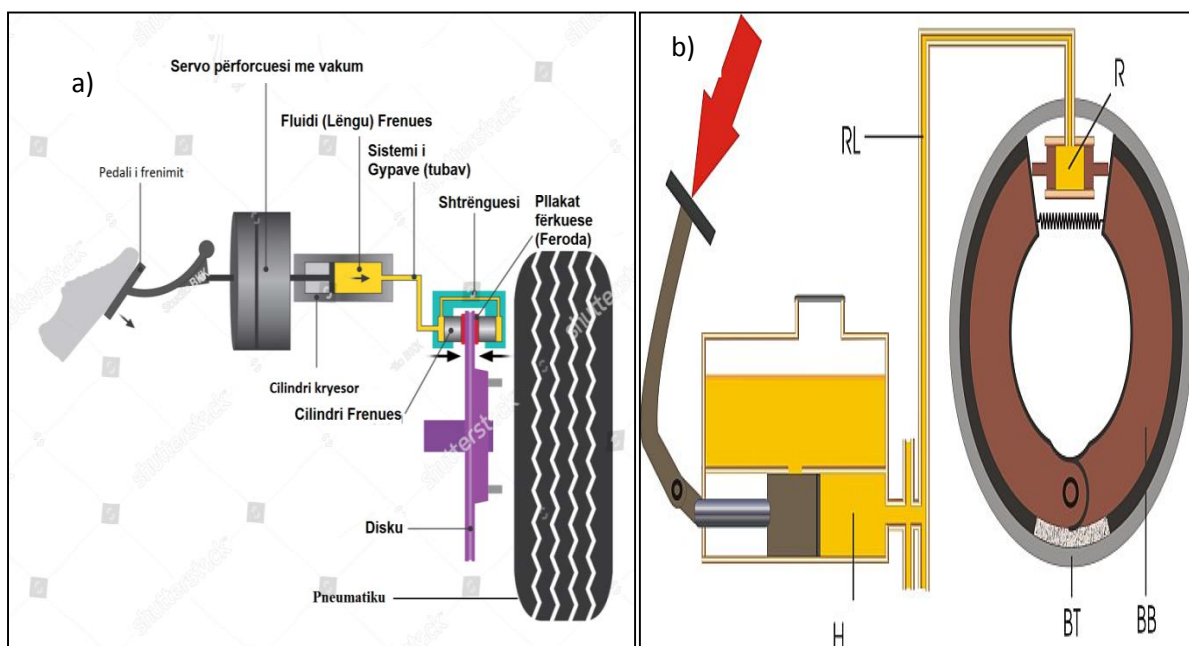 a)
Servo përforcuesi me vakum
Fluidi (Lëngu) Frenues
Sistemi i
Gypave (tubav)
Pedali i frenimit
Shtrënguesi
Pllakat
fërkuese
(Feroda)
Cilindri kryesor
Cilindri Frenues
Disku
Pneumatiku
shutterstock
b)
R
RL
H
BT
BB